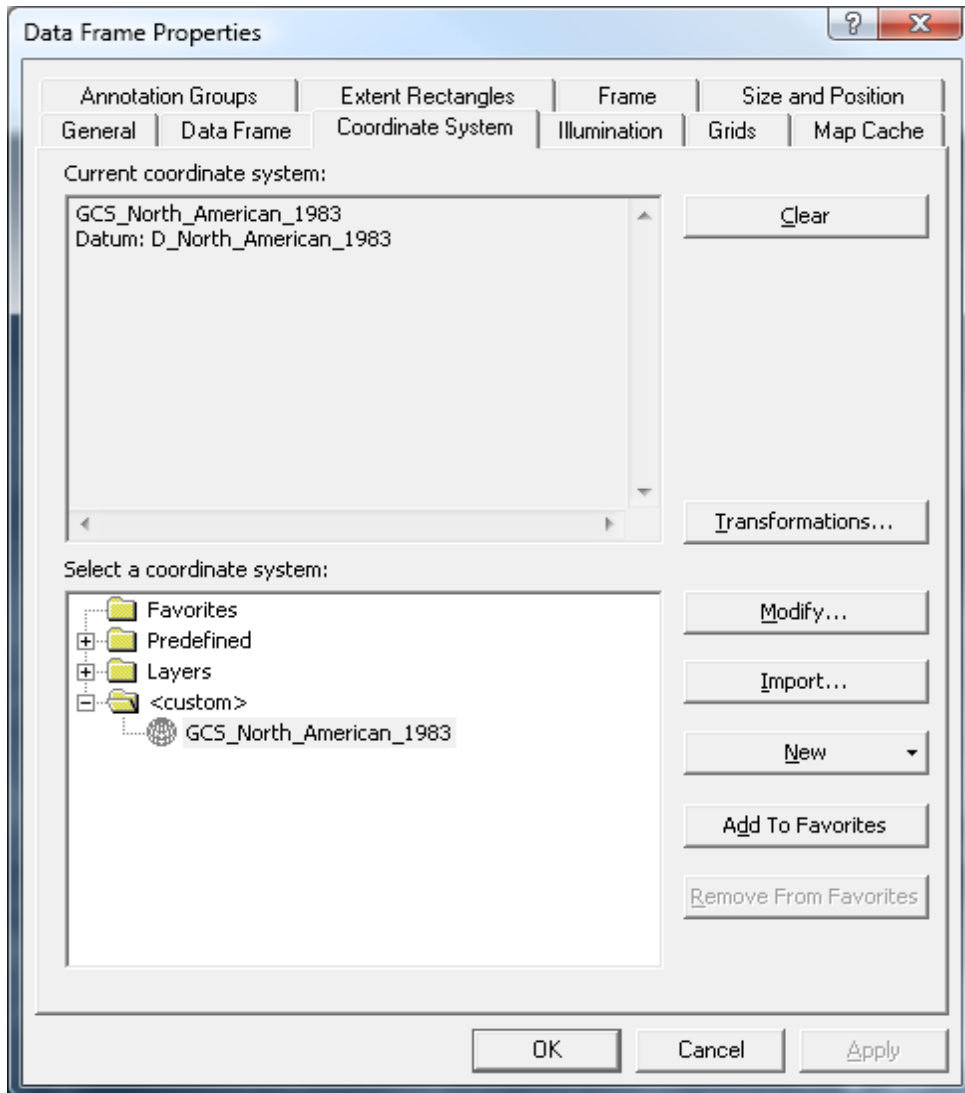 Data Frame Properties
Annotation Groups Extent Rectangles Frame Size and Position
General Data Frame Coordinate System Illumination Grids Map Cache
Current coordinate system:
GCS_North_American_1983
Datum: D_North_American_1983
Clear
Transformations...
Select a coordinate system:
Favorites
Predefined
Layers
<custom>
GCS_North_American_1983
Modify...
Import...
New
Add To Favorites
Remove From Favorites
OK Cancel Apply